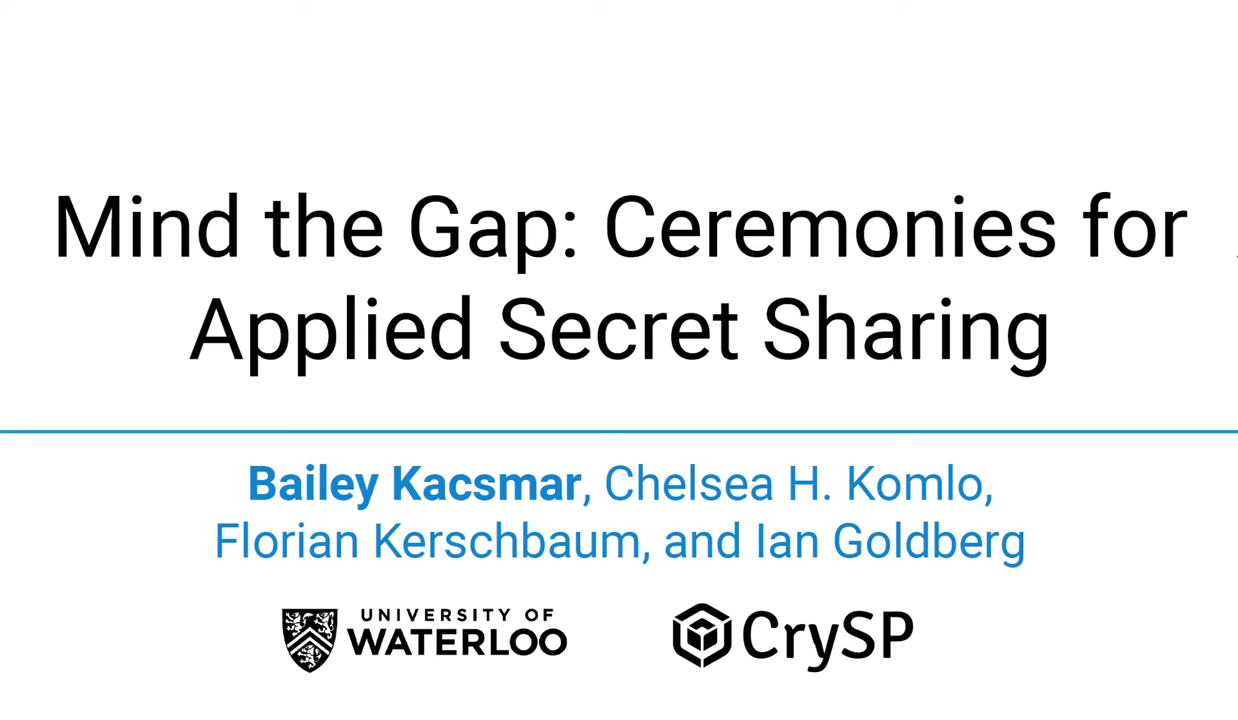 Mind the Gap: Ceremonies for
Applied Secret Sharing
Bailey Kacsmar, Chelsea H. Komlo,
Florian Kerschbaum, and Ian Goldberg
UNIVERSITY OF
WATERLOO
CrySP